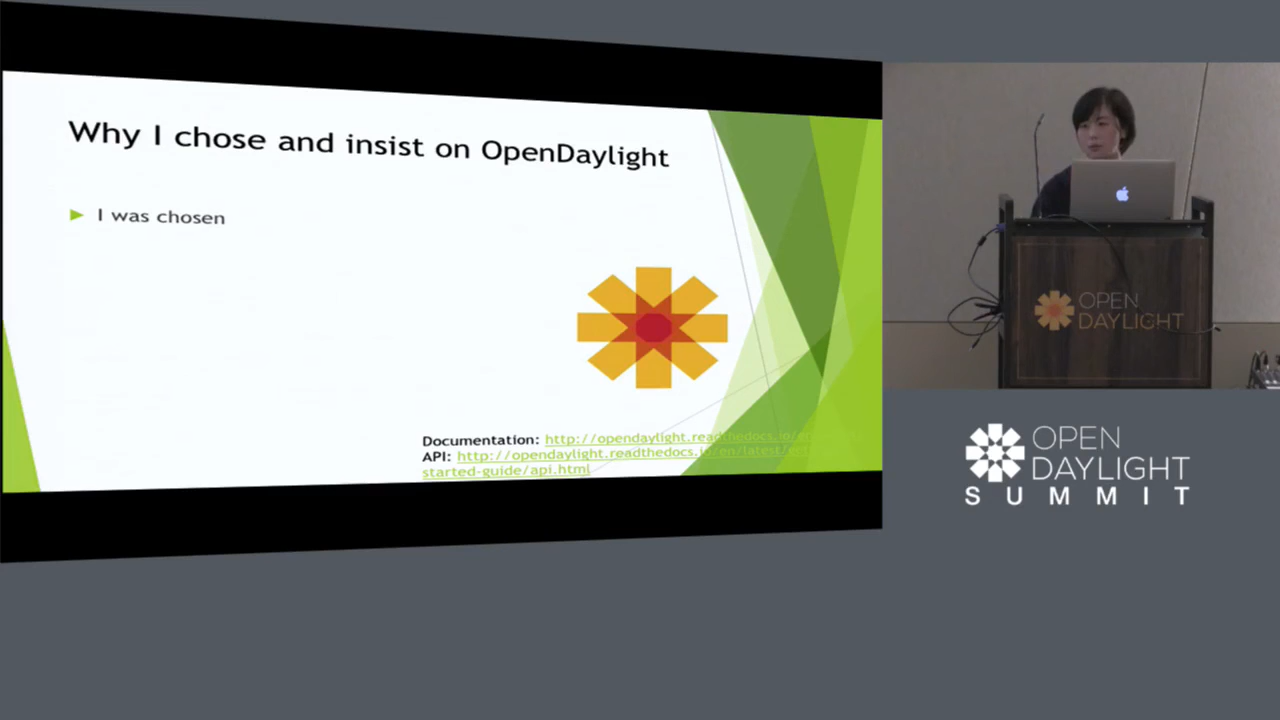 Why I chose and insist on OpenDaylight
I was chosen
Documentation: http://opendaylight.readthedocs.io/
API: http://opendaylight.readthedocs.io/en/latest/
started-guide/api.html
OPEN
DAYLIGHT
OPEN
DAYLIGHT
SUMMIT